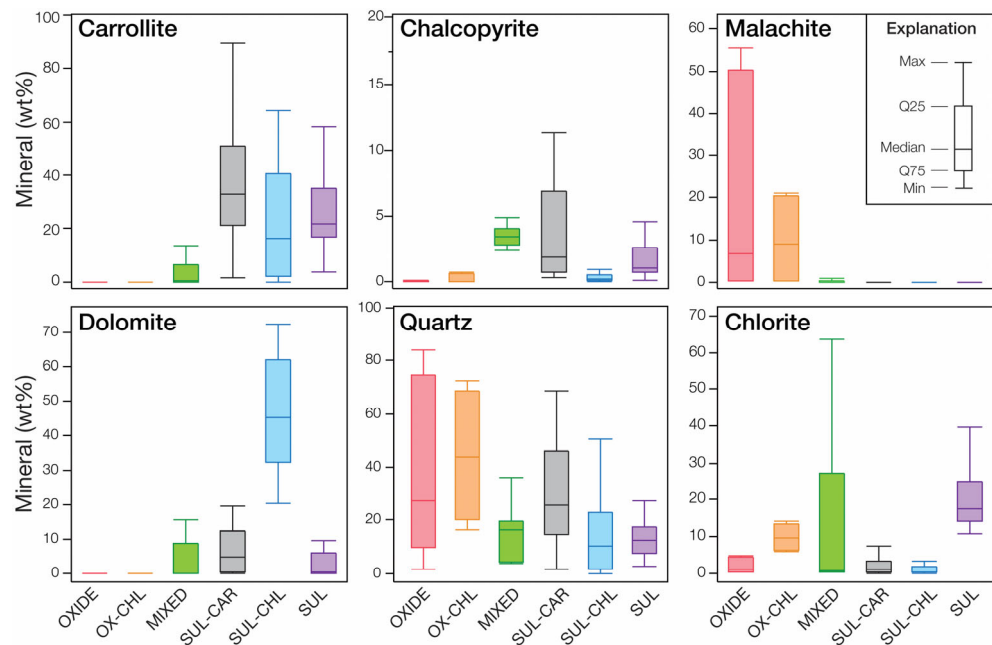 Carrollite
Mineral (wt%)
100
80
60
40
20
0
Chalcopyrite
20
15
10
5
0
Malachite
60
50
40
30
20
10
0
Explanation
Max
Q25
Median
Q75
Min
Dolomite
Mineral (wt%)
70
60
50
40
30
20
10
0
OXIDE
OX-CHL
MIXED
SUL-CAR
SUL-CHL
SUL
Quartz
100
80
60
40
20
0
OXIDE
OX-CHL
MIXED
SUL-CAR
SUL-CHL
SUL
Chlorite
70
60
50
40
30
20
10
0
OXIDE
OX-CHL
MIXED
SUL-CAR
SUL-CHL
SUL